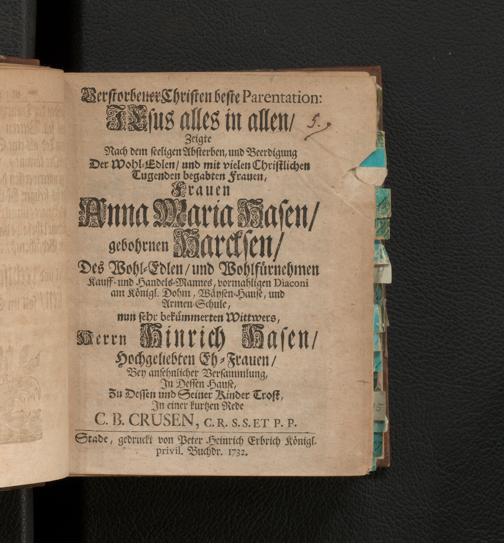 Verstorbener Christen beste Parentation:
JEsus alles in allen/
5.
Zeigte
Nach dem seeligen Absterben, und Beerdigung
Der Wohl-Edlen/ und mit vielen Christlichen
Tugenden begabten Frauen,
Frauen
Anna Maria Hasen/
gebohrnen Harcksen/
Des Wohl-Edlen/ und Wohlfürnehmen
Kauff- und Handels-Mannes, vormahligen Diaconi
am Königl. Dohm, Wäysen-Hause, und
Armen-Schule,
nun sehr bekümmerten Wittwers,
Herrn Hinrich Hasen/
Hochgeliebten Eh-Frauen/
Bey ansehnlicher Versammlung,
In Dessen Hause,
Zu Dessen und Seiner Kinder Trost,
In einer kurtzen Rede
C. B. CRUSEN, C. R. S. S. ET P. P.
Stade, gedruckt von Peter Heinrich Erbrich Königl.
privil. Buchdr. 1732.